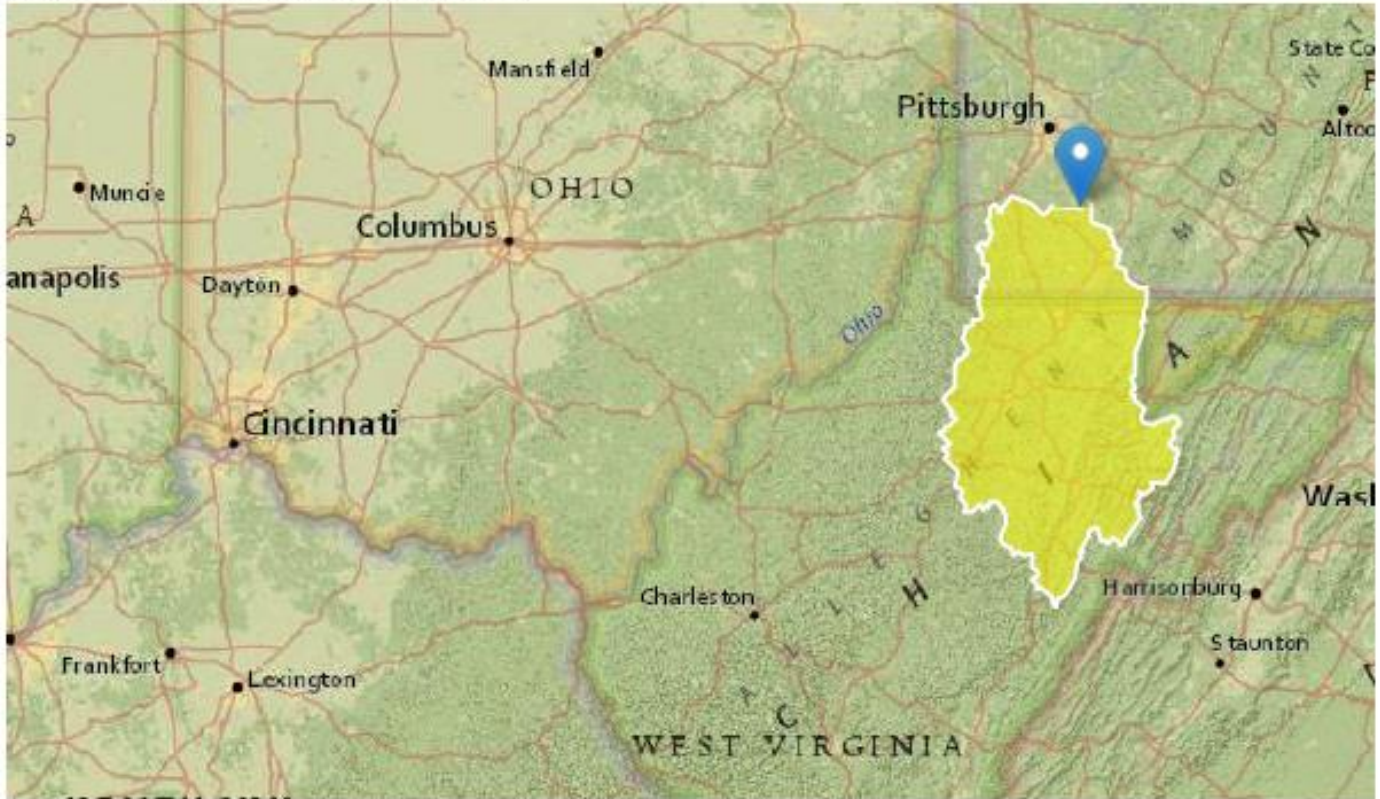 Mansfield
State Co
Pittsburgh
Altoo
Muncie
OHIO
A
Columbus
anapolis
Dayton
Ohio
A
N
Cincinnati
Wasl
H
Charleston
Harrisonburg
Staunton
Frankfort
Lexington
C
WEST VIRGINIA